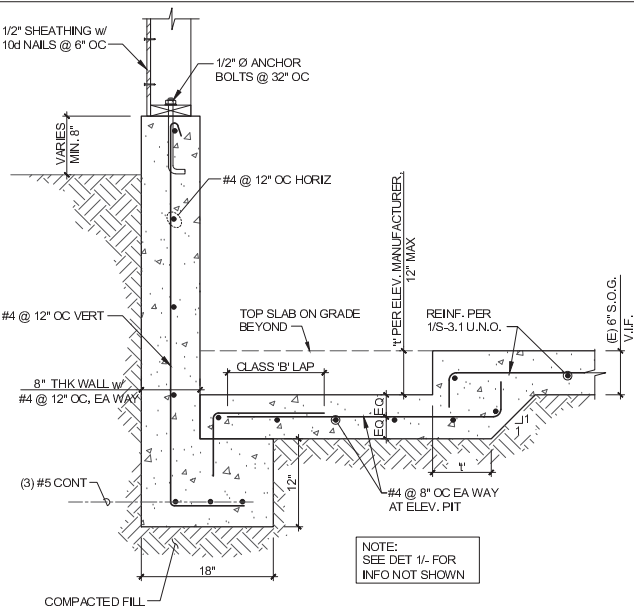 1/2" SHEATHING w/
10d NAILS @ 6" OC
1/2" Ø ANCHOR
BOLTS @ 32" OC
VARIES
MIN. 8"
#4 @ 12" OC HORIZ
"t" PER ELEV. MANUFACTURER,
12" MAX
#4 @ 12" OC VERT
TOP SLAB ON GRADE
BEYOND
REINF. PER
1/S-3.1 U.N.O.
(E) 6" S.O.G.
V.I.F.
CLASS 'B' LAP
8" THK WALL w/
#4 @ 12" OC, EA WAY
EQ
EQ
1
1
(3) #5 CONT
12"
#4 @ 8" OC EA WAY
AT ELEV. PIT
't'
NOTE:
SEE DET 1/- FOR
INFO NOT SHOWN
18"
COMPACTED FILL